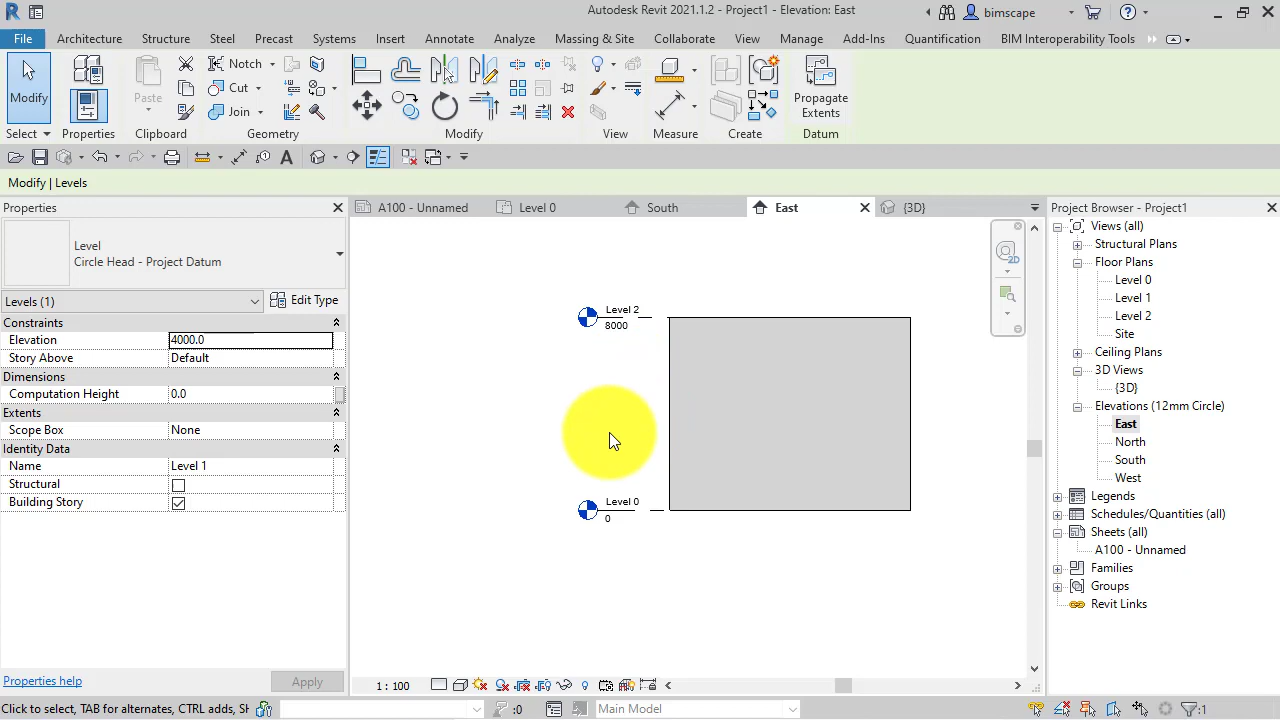 Autodesk Revit 2021.1.2 - Project1 - Elevation: East
bimscape
File Architecture Structure Steel Precast Systems Insert Annotate Analyze Massing & Site Collaborate View Manage Add-Ins Quantification BIM Interoperability Tools
Modify
Paste
Notch
Cut
Join
Propagate
Extents
Select Properties Clipboard Geometry Modify View Measure Create Datum
Modify | Levels
Properties
A100 - Unnamed
Level 0
South
East
{3D}
Project Browser - Project1
Level
Circle Head - Project Datum
Levels (1)
Edit Type
Constraints
Elevation 4000.0
Story Above Default
Dimensions
Computation Height 0.0
Extents
Scope Box None
Identity Data
Name Level 1
Structural
Building Story
Properties help
Apply
Level 2
8000
Level 0
0
2D
Views (all)
Structural Plans
Floor Plans
Level 0
Level 1
Level 2
Site
Ceiling Plans
3D Views
{3D}
Elevations (12mm Circle)
East
North
South
West
Legends
Schedules/Quantities (all)
Sheets (all)
A100 - Unnamed
Families
Groups
Revit Links
1 : 100
Click to select, TAB for alternates, CTRL adds, SH
:0
Main Model
:1